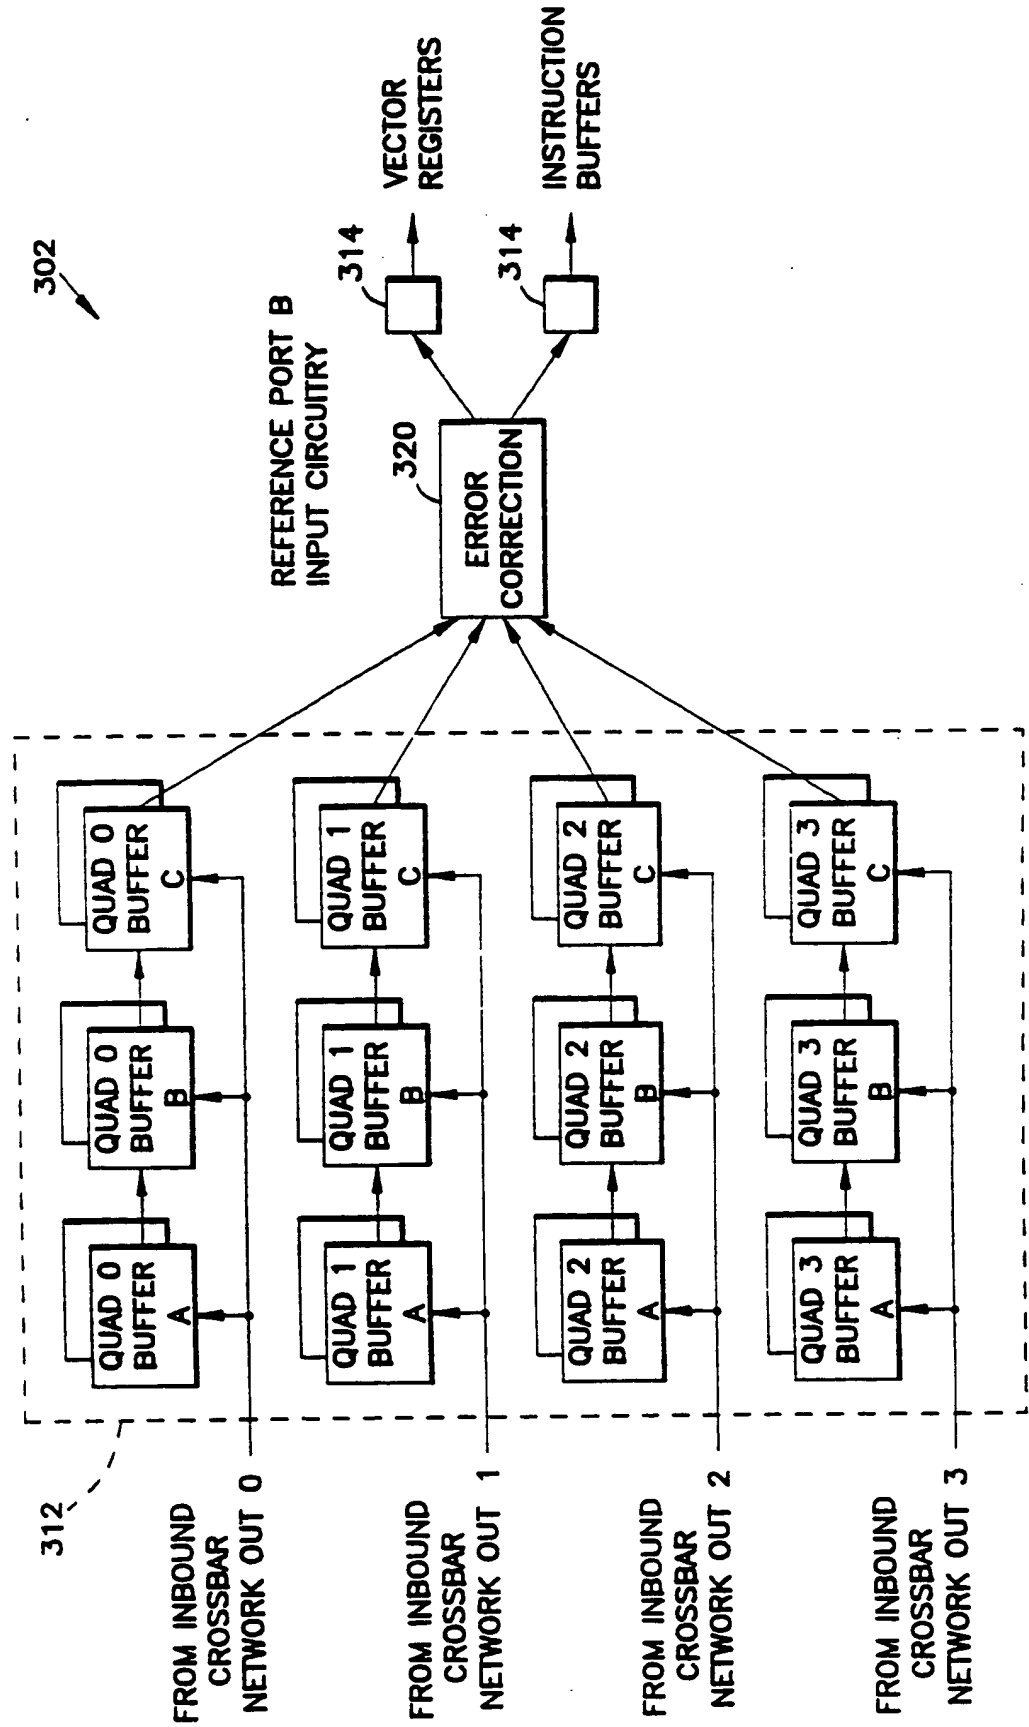 302
REFERENCE PORT B
INPUT CIRCUITRY
312
FROM INBOUND
CROSSBAR
NETWORK OUT 0
QUAD 0
BUFFER
A
QUAD 0
BUFFER
B
QUAD 0
BUFFER
C
FROM INBOUND
CROSSBAR
NETWORK OUT 1
QUAD 1
BUFFER
A
QUAD 1
BUFFER
B
QUAD 1
BUFFER
C
FROM INBOUND
CROSSBAR
NETWORK OUT 2
QUAD 2
BUFFER
A
QUAD 2
BUFFER
B
QUAD 2
BUFFER
C
FROM INBOUND
CROSSBAR
NETWORK OUT 3
QUAD 3
BUFFER
A
QUAD 3
BUFFER
B
QUAD 3
BUFFER
C
320
ERROR
CORRECTION
314
VECTOR
REGISTERS
314
INSTRUCTION
BUFFERS